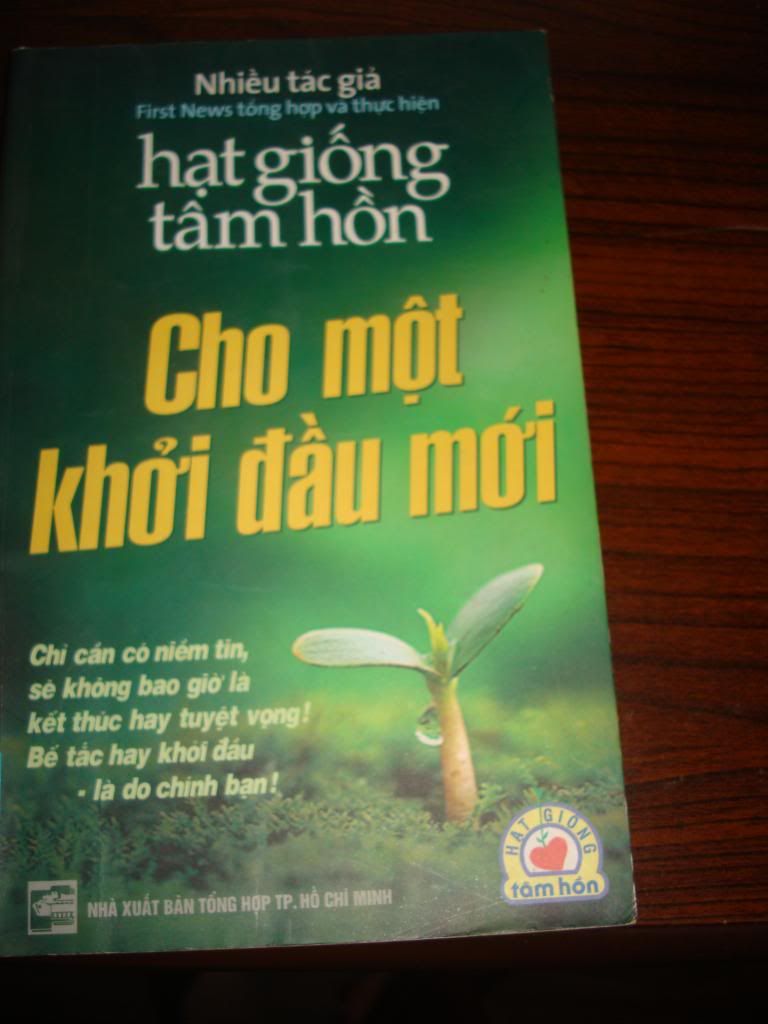 Nhiều tác giả
First News tổng hợp và thực hiện
hạt giống
tâm hồn
Cho một
khởi đầu mới
Chỉ cần có niềm tin,
sẽ không bao giờ là
kết thúc hay tuyệt vọng!
Bế tắc hay khởi đầu
- là do chính bạn!
HẠT GIỐNG
tâm hồn
NHÀ XUẤT BẢN TỔNG HỢP TP. HỒ CHÍ MINH